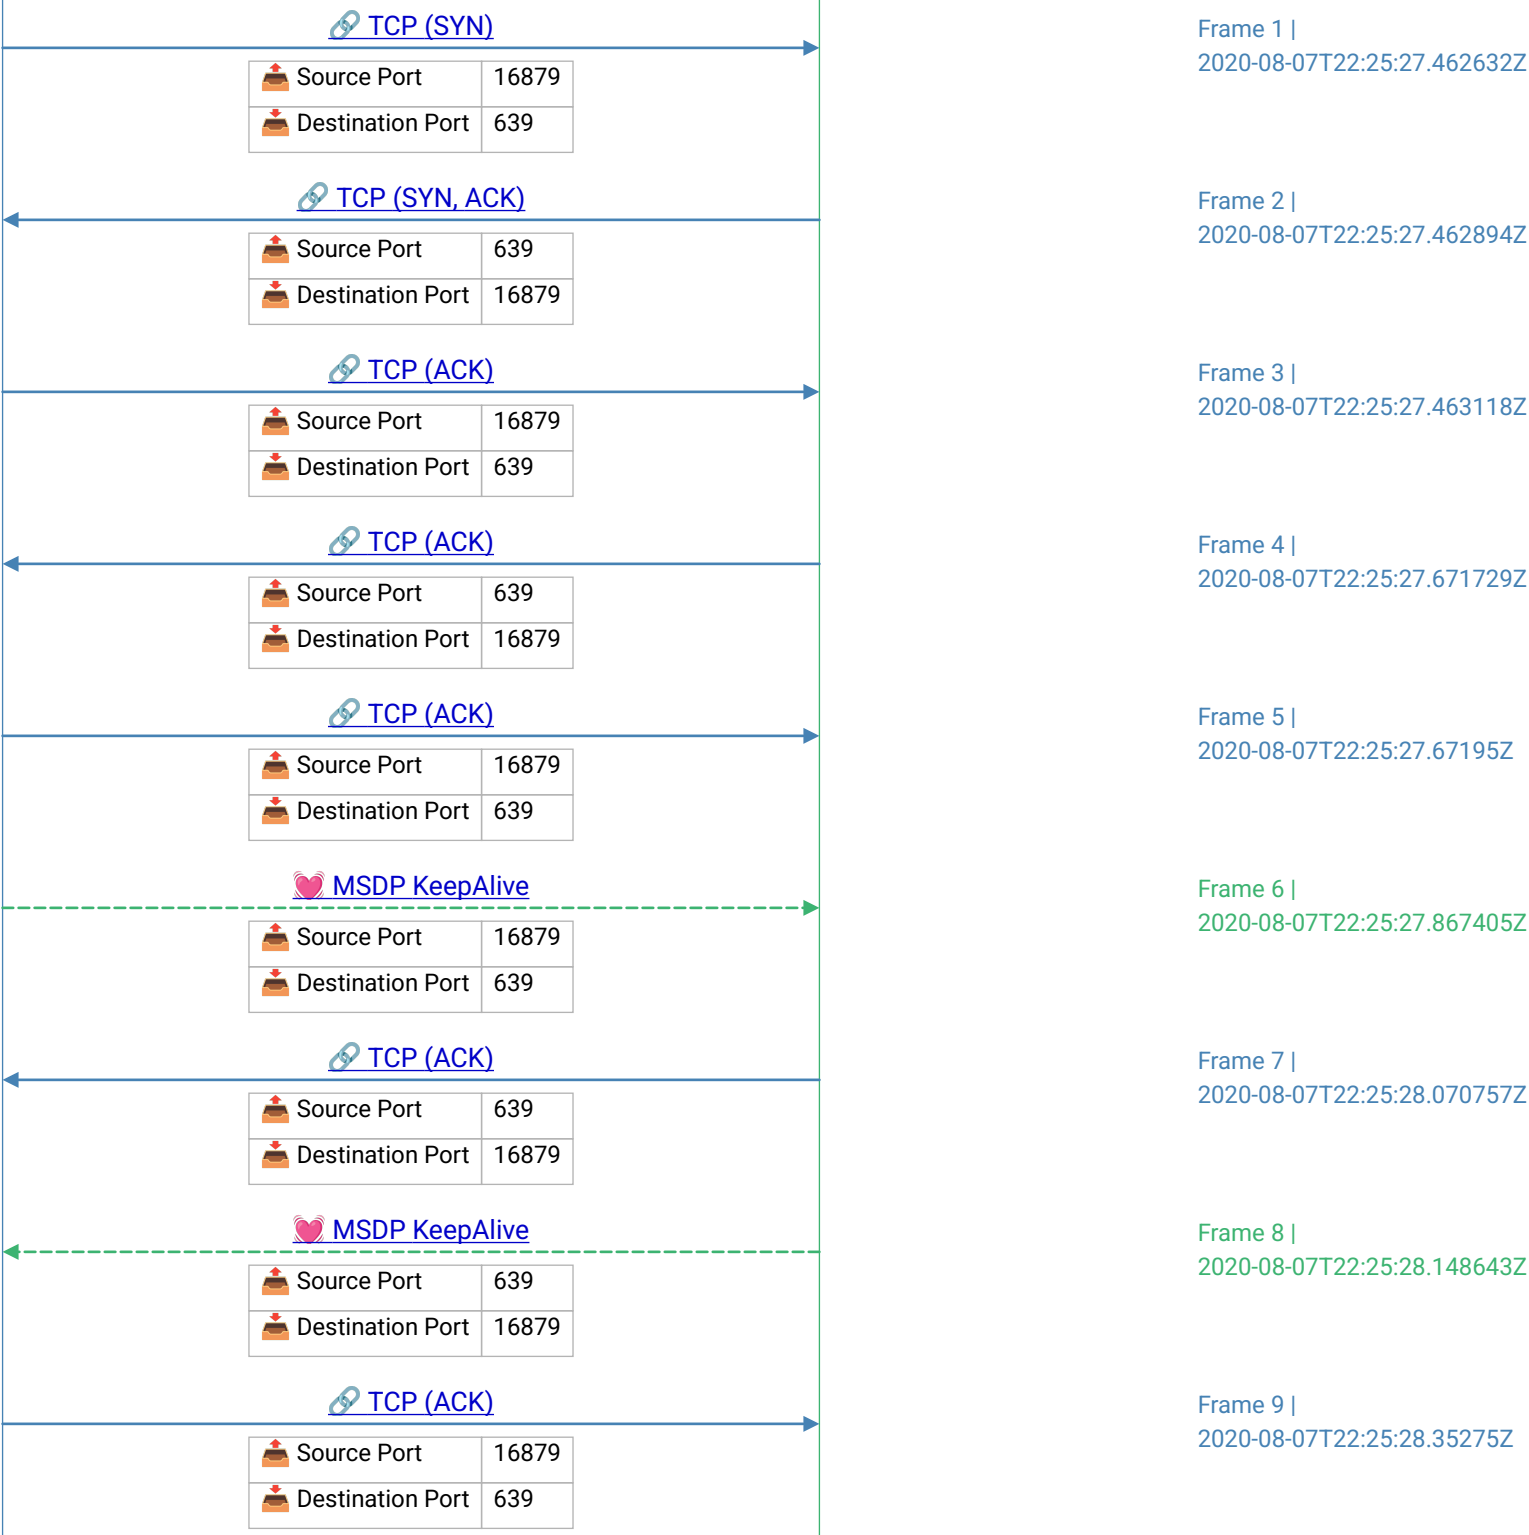 🔗 TCP (SYN)
Frame 1 |
2020-08-07T22:25:27.462632Z
📤 Source Port 16879
📥 Destination Port 639
🔗 TCP (SYN, ACK)
Frame 2 |
2020-08-07T22:25:27.462894Z
📤 Source Port 639
📥 Destination Port 16879
🔗 TCP (ACK)
Frame 3 |
2020-08-07T22:25:27.463118Z
📤 Source Port 16879
📥 Destination Port 639
🔗 TCP (ACK)
Frame 4 |
2020-08-07T22:25:27.671729Z
📤 Source Port 639
📥 Destination Port 16879
🔗 TCP (ACK)
Frame 5 |
2020-08-07T22:25:27.67195Z
📤 Source Port 16879
📥 Destination Port 639
💓 MSDP KeepAlive
Frame 6 |
2020-08-07T22:25:27.867405Z
📤 Source Port 16879
📥 Destination Port 639
🔗 TCP (ACK)
Frame 7 |
2020-08-07T22:25:28.070757Z
📤 Source Port 639
📥 Destination Port 16879
💓 MSDP KeepAlive
Frame 8 |
2020-08-07T22:25:28.148643Z
📤 Source Port 639
📥 Destination Port 16879
🔗 TCP (ACK)
Frame 9 |
2020-08-07T22:25:28.35275Z
📤 Source Port 16879
📥 Destination Port 639